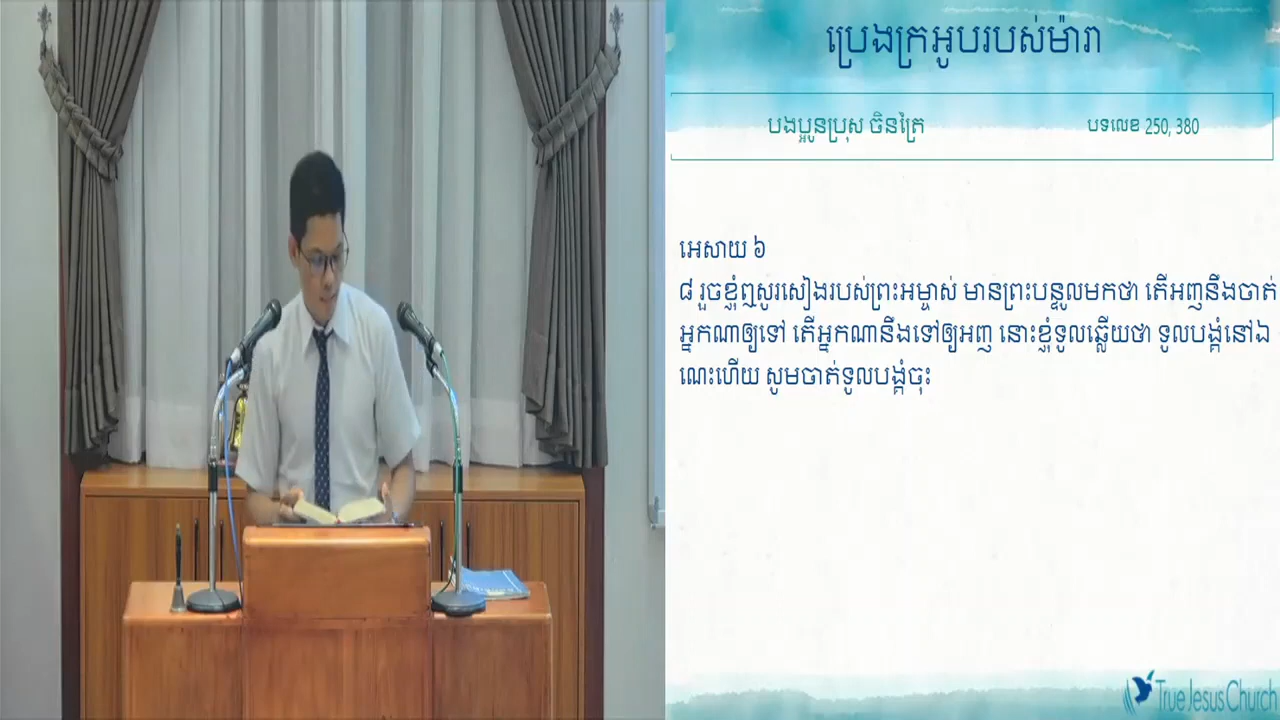 ប្រេងក្រអូបរបស់ម៉ារា
បងប្អូនប្រុស ចិនត្រៃ
បទលេខ 250, 380
អេសាយ ៦
៨ រួចខ្ញុំឮសូរសៀងរបស់ព្រះអម្ចាស់ មានព្រះបន្ទូលមកថា តើអញនឹងចាត់
អ្នកណាឲ្យទៅ តើអ្នកណានឹងទៅឲ្យអញ នោះខ្ញុំទូលឆ្លើយថា ទូលបង្គំនៅឯ
ណេះហើយ សូមចាត់ទូលបង្គំចុះ
True Jesus Church